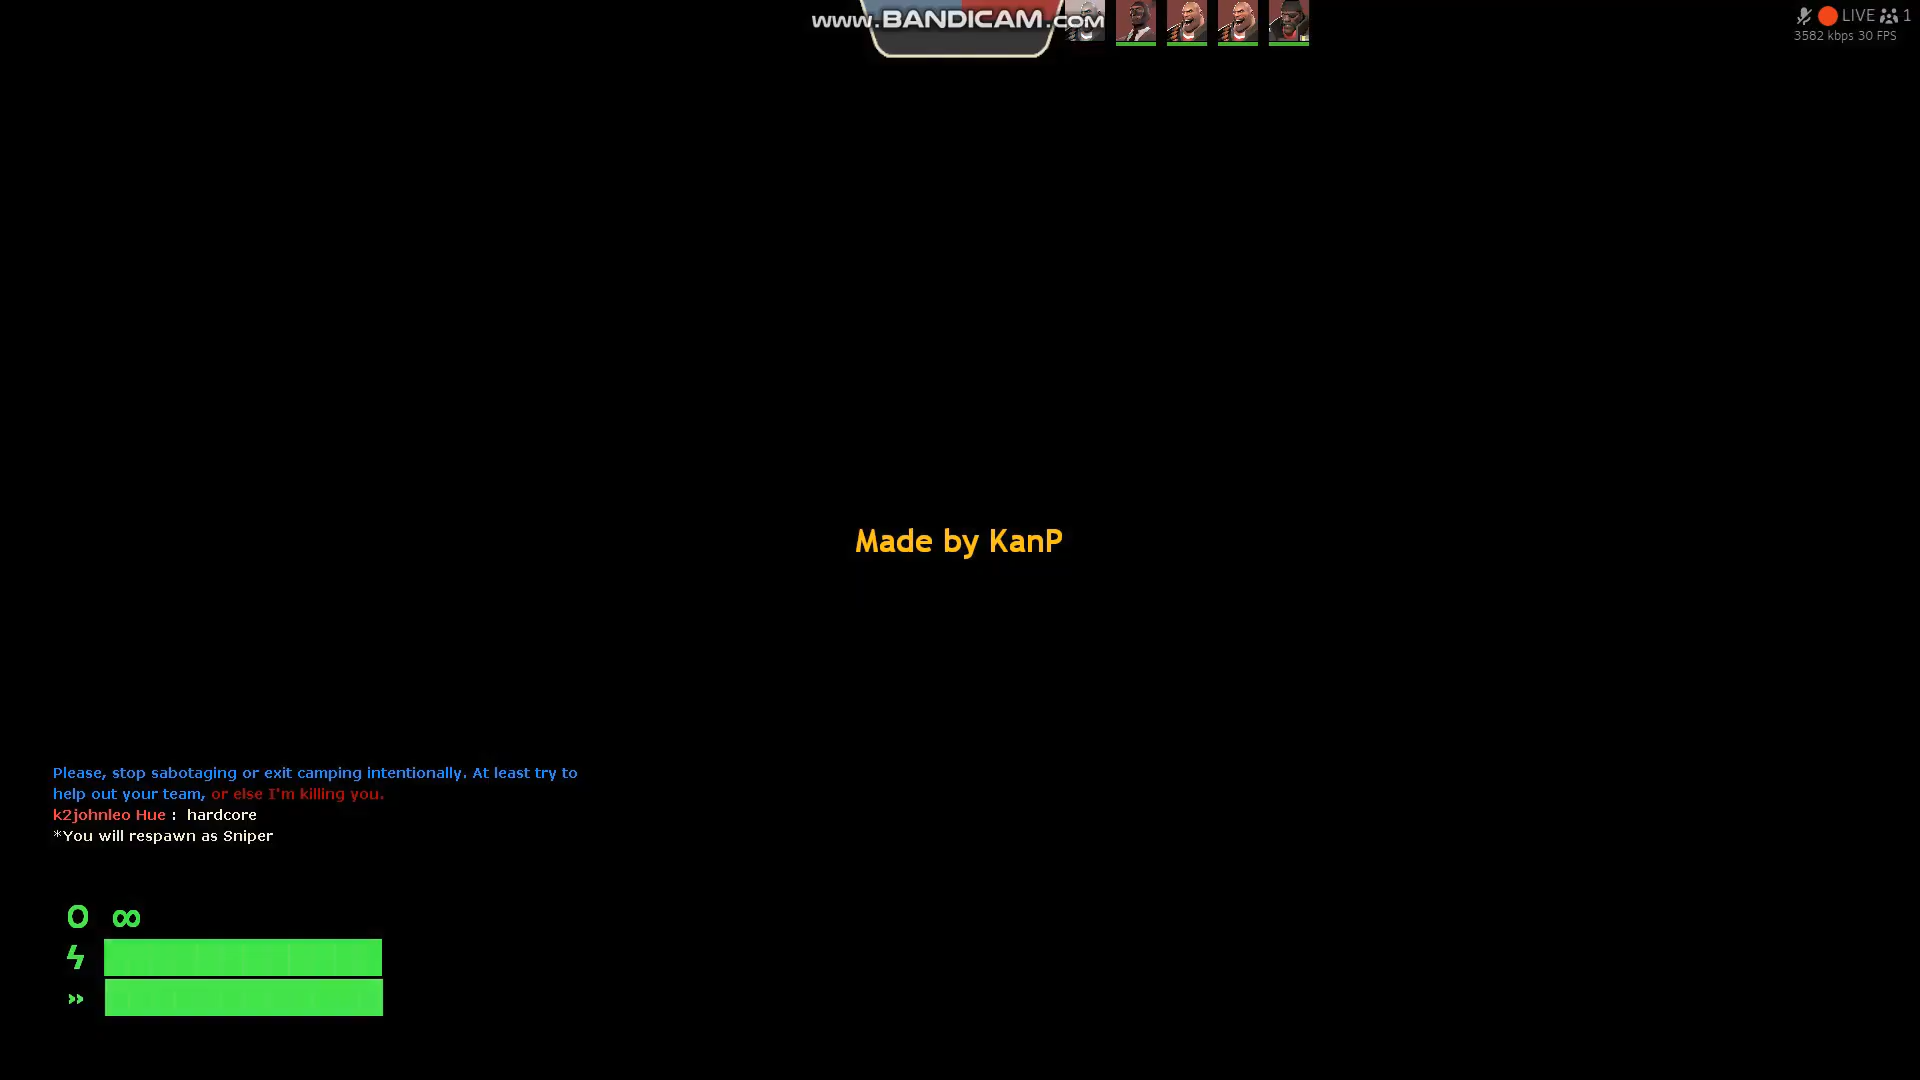 www.BANDICAM.COM
LIVE 1
3582 kbps 30 FPS
Made by KanP
Please, stop sabotaging or exit camping intentionally. At least try to
help out your team, or else I'm killing you.
k2johnleo Hue : hardcore
*You will respawn as Sniper
0 ∞